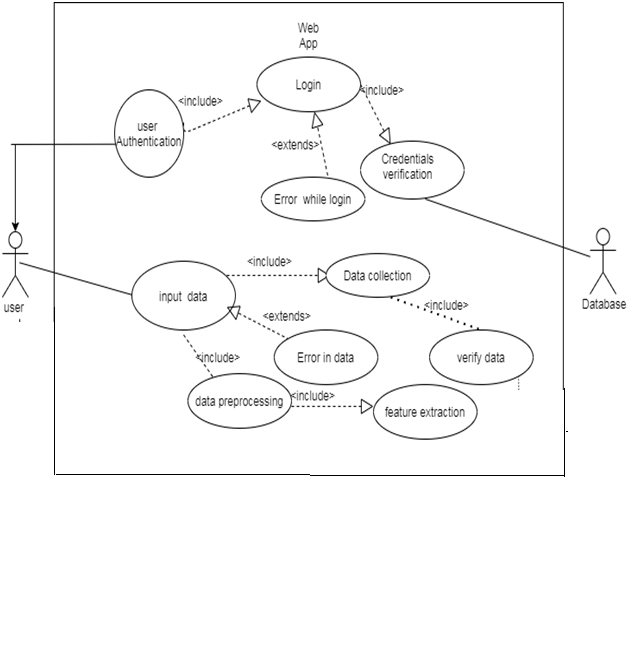 Web
App
Login
<include>
<include>
user
Authentication
<extends>
Credentials
verification
Error while login
<include>
Data collection
input data
<include>
<extends>
user
Database
Error in data
verify data
<include>
data preprocessing
<include>
feature extraction